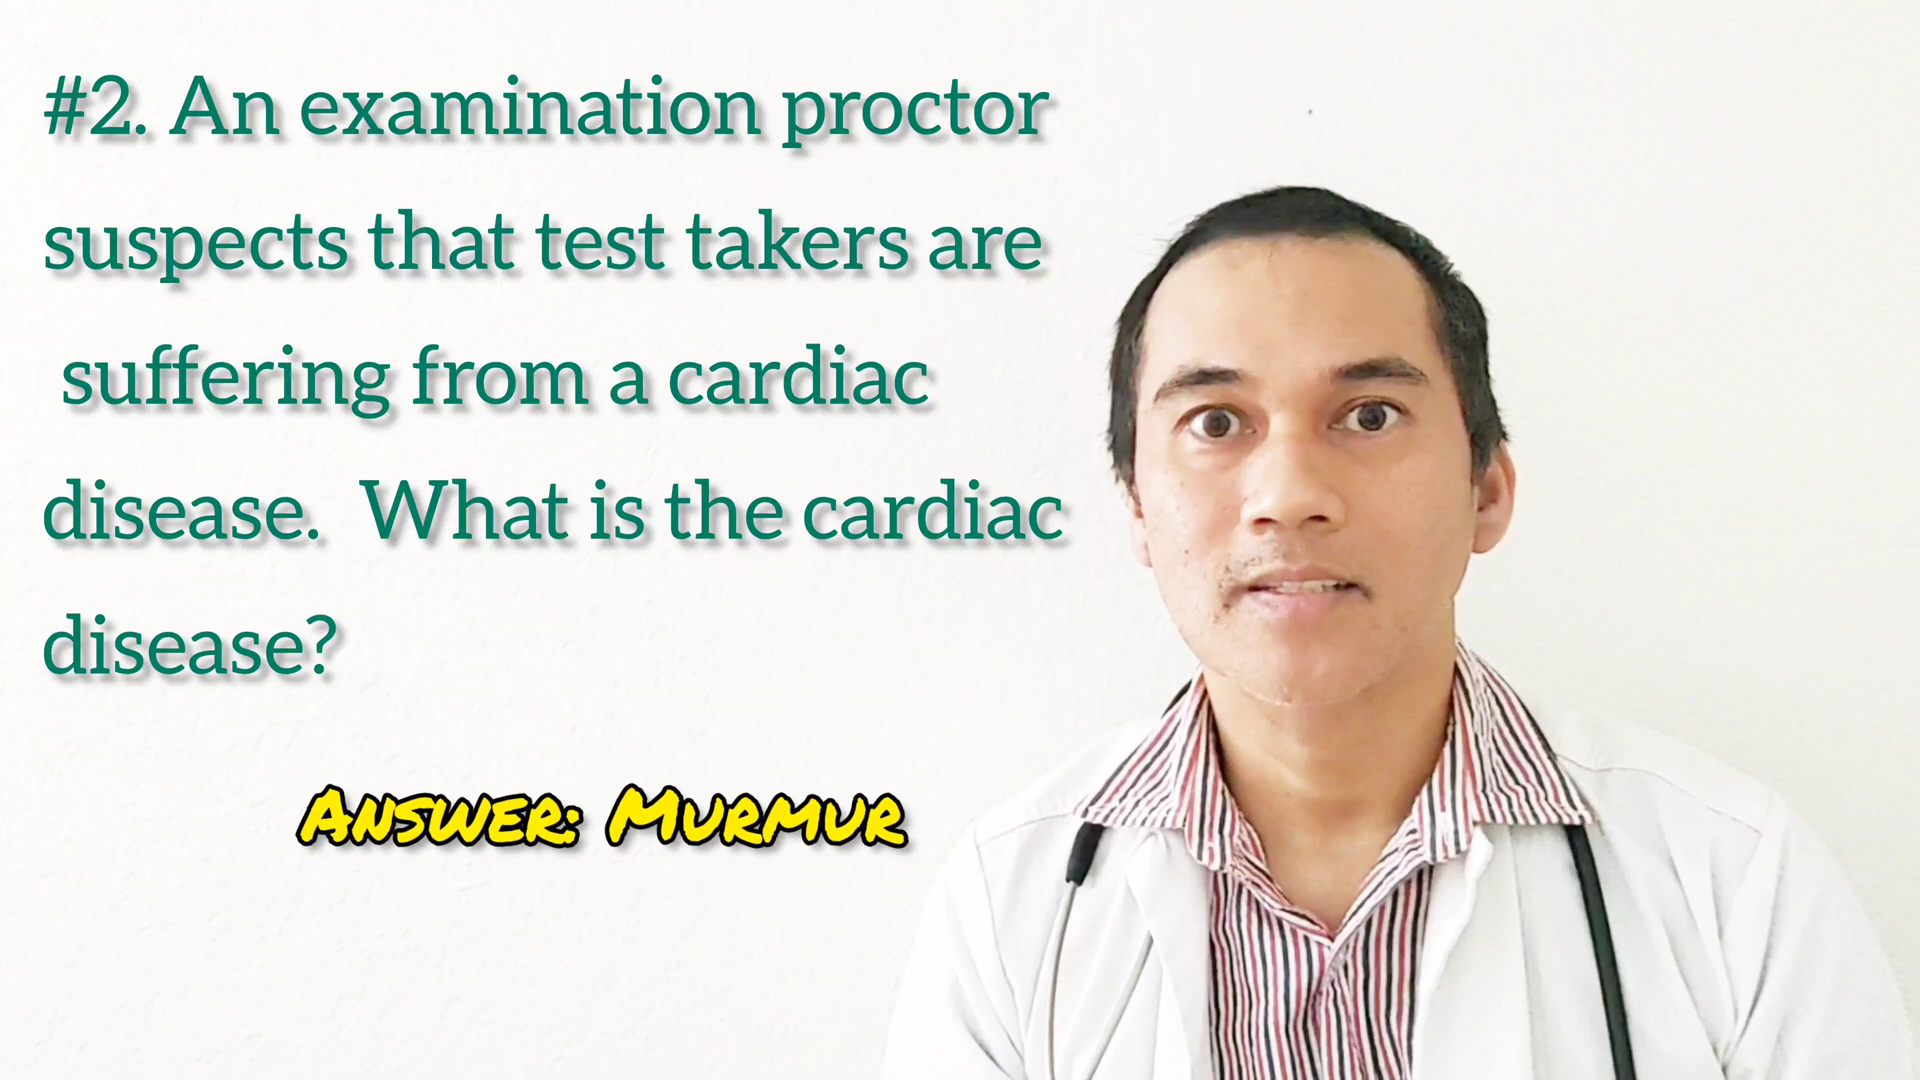 #2. An examination proctor
suspects that test takers are
suffering from a cardiac
disease. What is the cardiac
disease?
Answer: Murmur